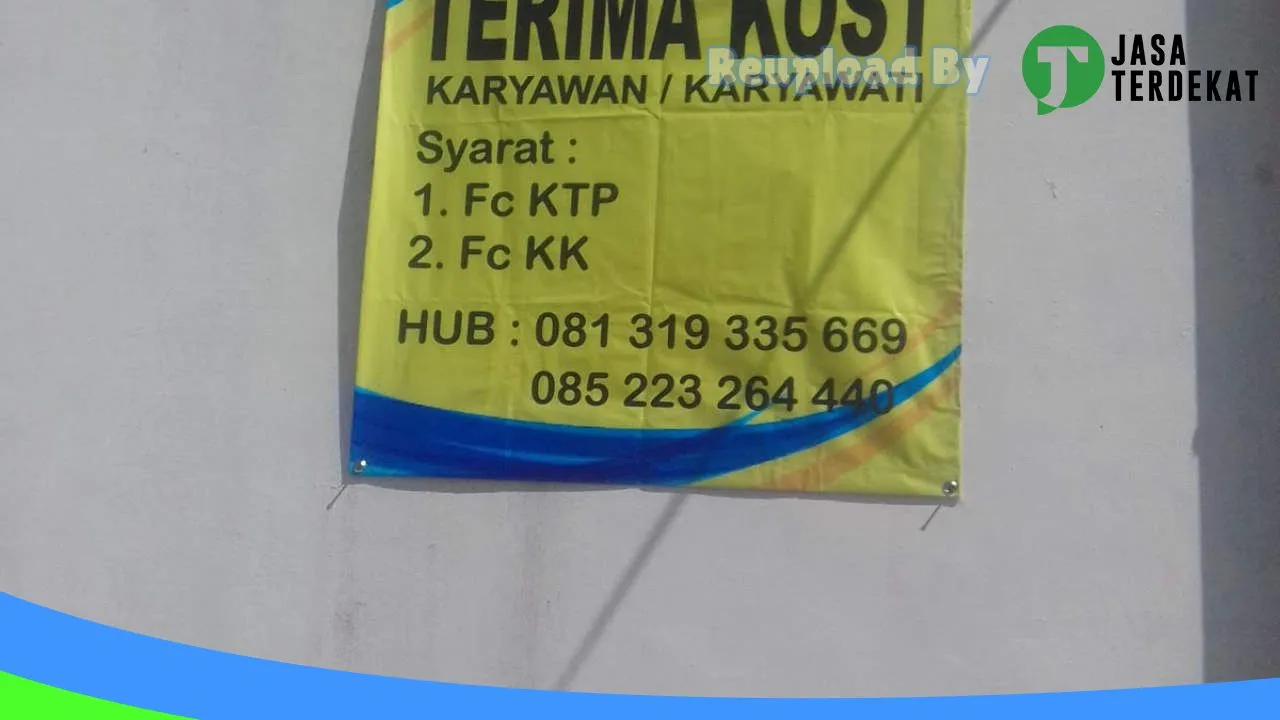 TERIMA KOST
Reupload By
JASA
TERDEKAT
KARYAWAN / KARYAWATI
Syarat :
1. Fc KTP
2. Fc KK
HUB : 081 319 335 669
085 223 264 440